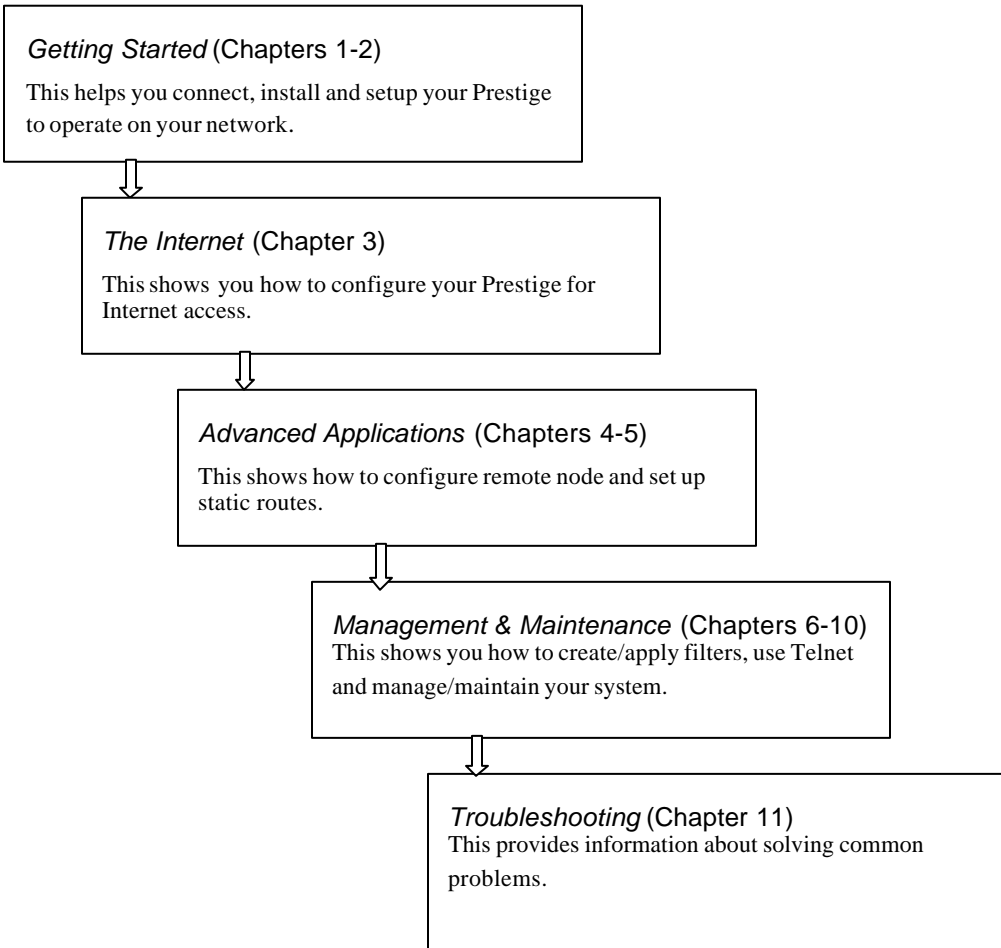 Getting Started (Chapters 1-2)
This helps you connect, install and setup your Prestige
to operate on your network.
The Internet (Chapter 3)
This shows you how to configure your Prestige for
Internet access.
Advanced Applications (Chapters 4-5)
This shows how to configure remote node and set up
static routes.
Management & Maintenance (Chapters 6-10)
This shows you how to create/apply filters, use Telnet
and manage/maintain your system.
Troubleshooting (Chapter 11)
This provides information about solving common
problems.